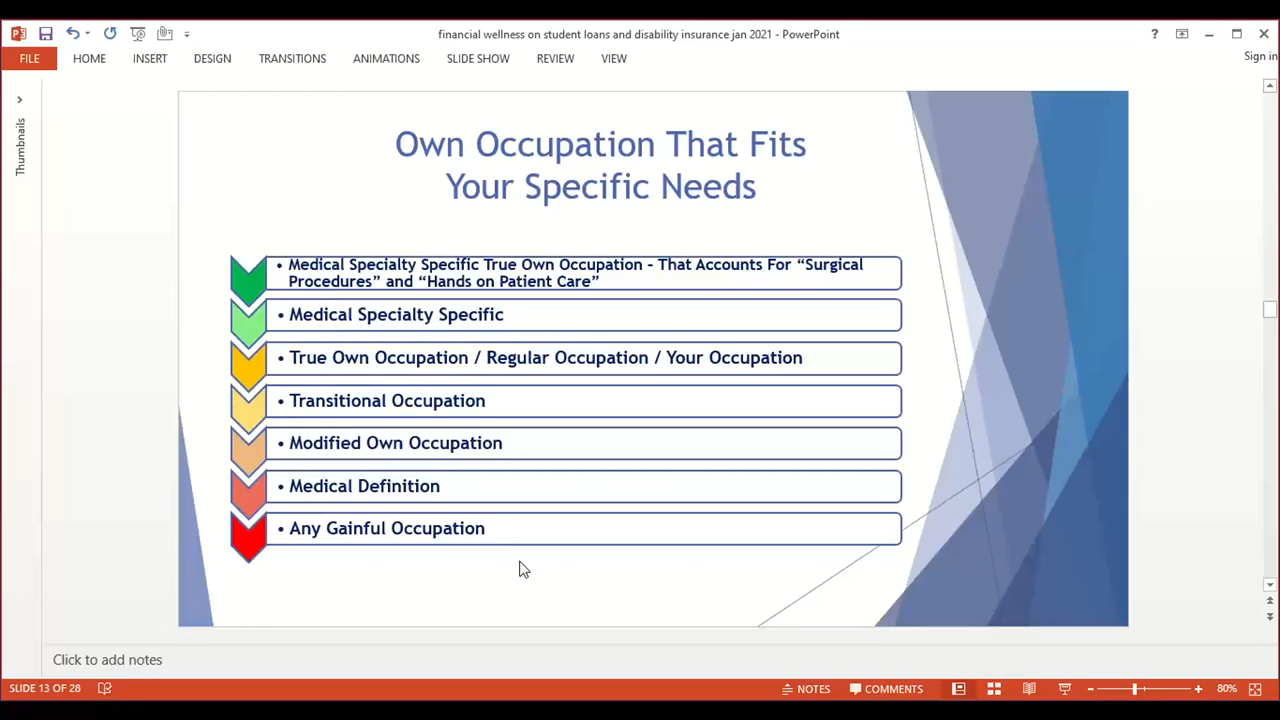 financial wellness on student loans and disability insurance jan 2021 - PowerPoint
?
Sign in
FILE HOME INSERT DESIGN TRANSITIONS ANIMATIONS SLIDE SHOW REVIEW VIEW
Thumbnails
Own Occupation That Fits
Your Specific Needs
• Medical Specialty Specific True Own Occupation - That Accounts For “Surgical
Procedures” and “Hands on Patient Care”
• Medical Specialty Specific
• True Own Occupation / Regular Occupation / Your Occupation
• Transitional Occupation
• Modified Own Occupation
• Medical Definition
• Any Gainful Occupation
Click to add notes
SLIDE 13 OF 28 NOTES COMMENTS 80%